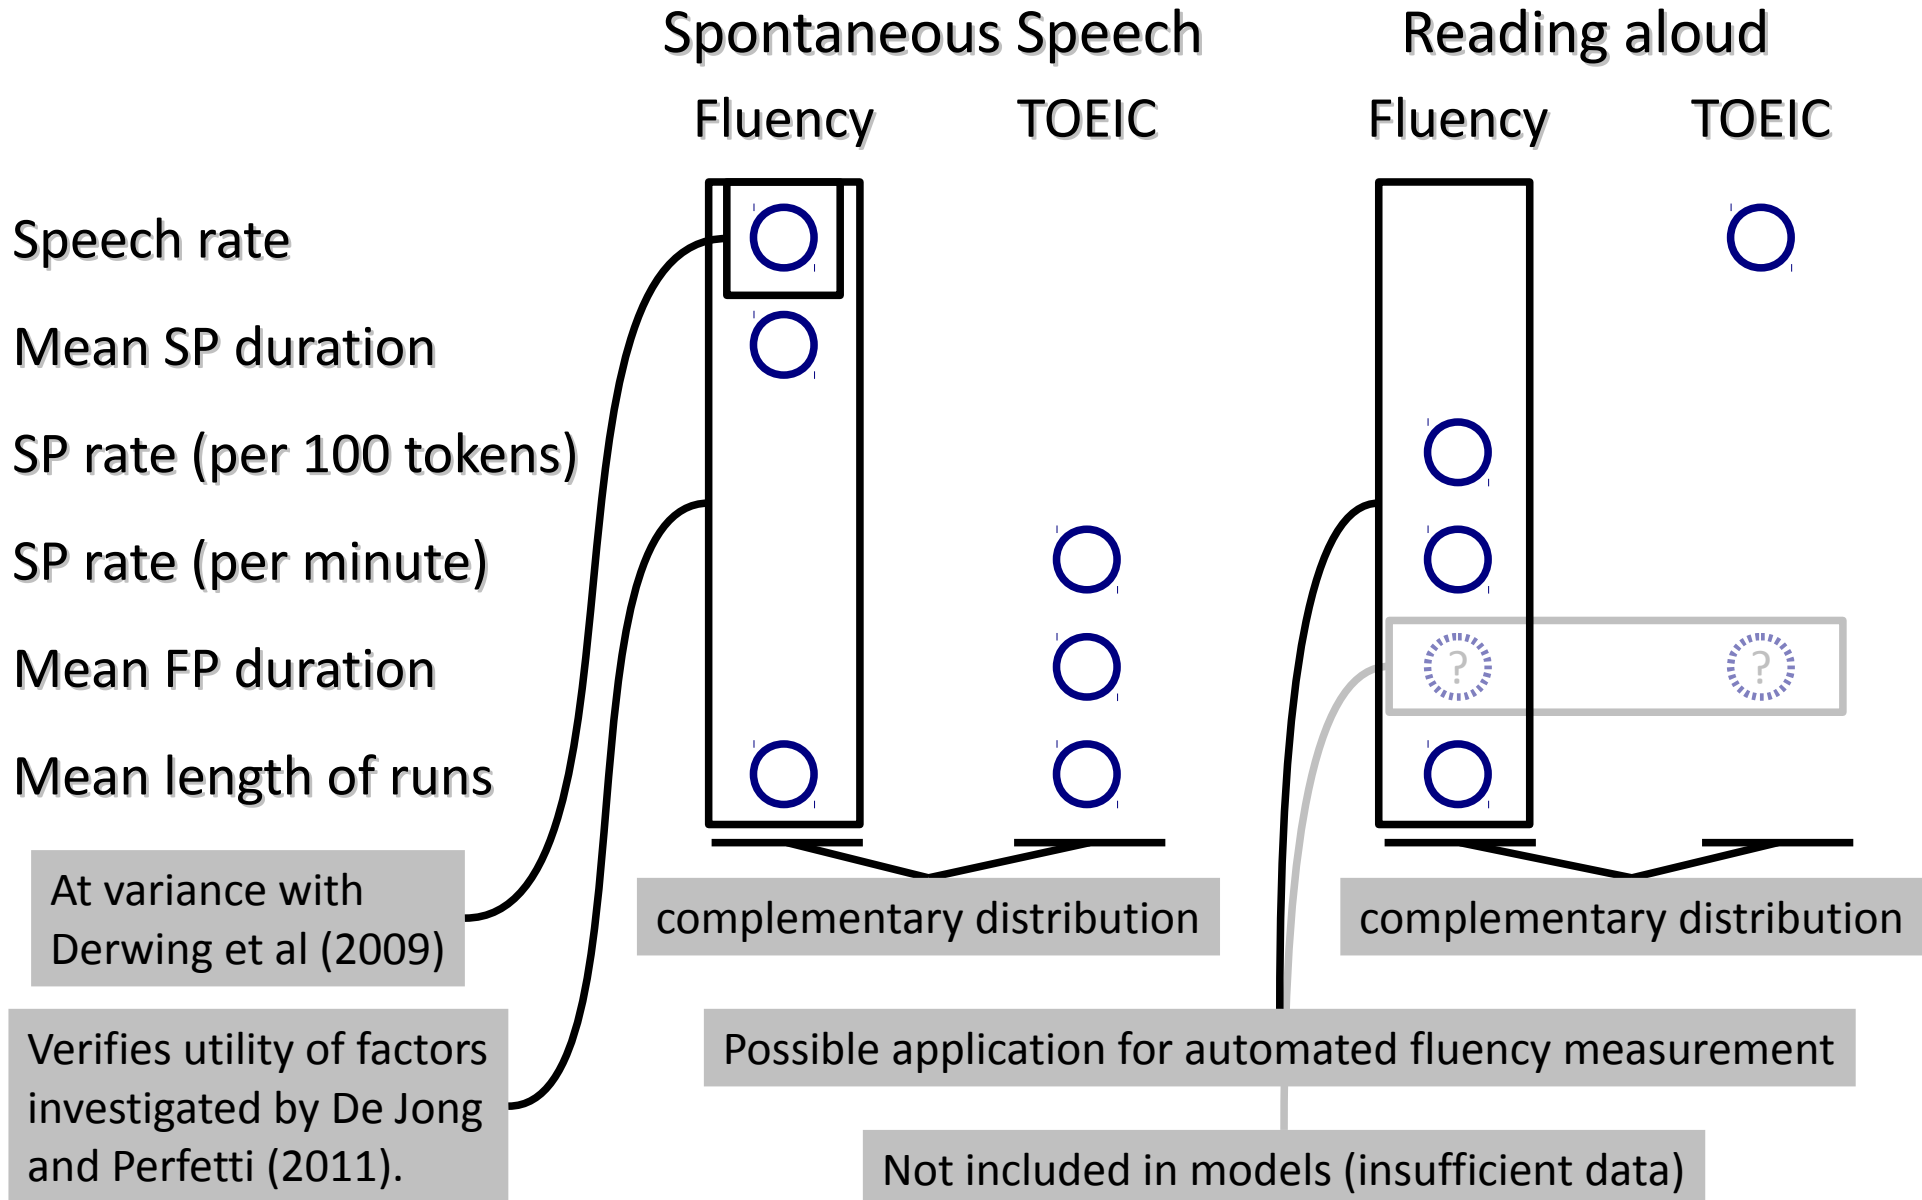 Spontaneous Speech Reading aloud
Fluency TOEIC Fluency TOEIC
Speech rate
Mean SP duration
SP rate (per 100 tokens)
SP rate (per minute)
Mean FP duration ? ?
Mean length of runs
At variance with
Derwing et al (2009)
complementary distribution
complementary distribution
Verifies utility of factors
investigated by De Jong
and Perfetti (2011).
Possible application for automated fluency measurement
Not included in models (insufficient data)